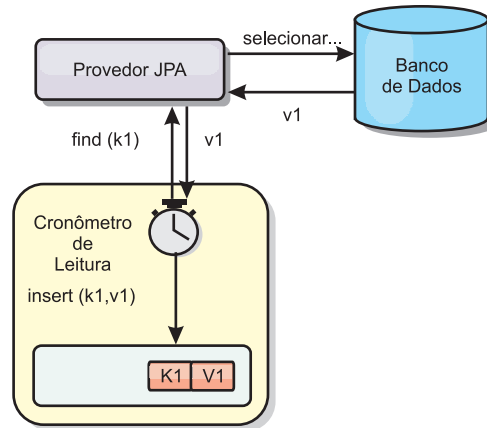 selecionar...
Provedor JPA
Banco
de Dados
v1
find (k1)
v1
Cronômetro
de
Leitura
insert (k1,v1)
K1 V1